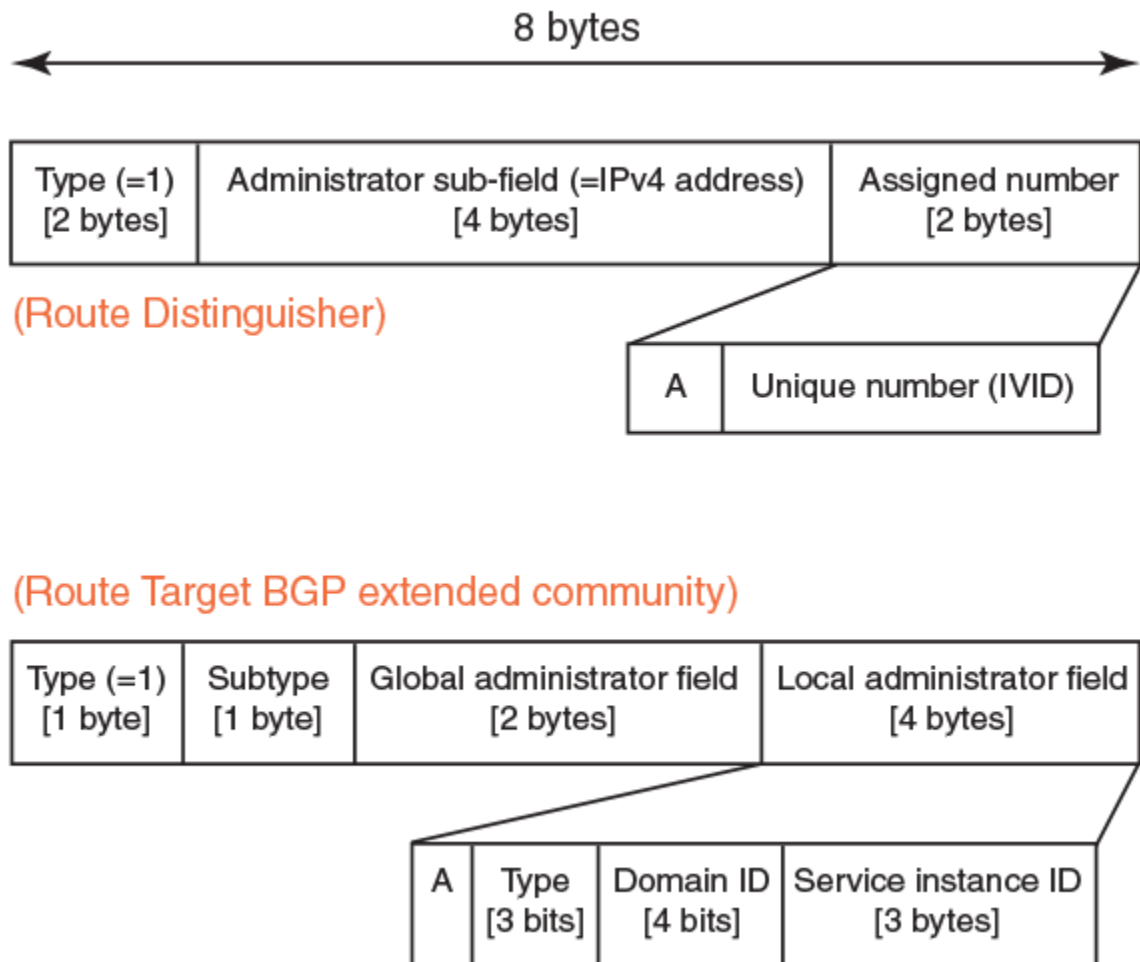 8 bytes
Type (=1) Administrator sub-field (=IPv4 address) Assigned number
[2 bytes] [4 bytes] [2 bytes]
(Route Distinguisher)
A Unique number (IVID)
(Route Target BGP extended community)
Type (=1) Subtype Global administrator field Local administrator field
[1 byte] [1 byte] [2 bytes] [4 bytes]
A Type Domain ID Service instance ID
[3 bits] [4 bits] [3 bytes]